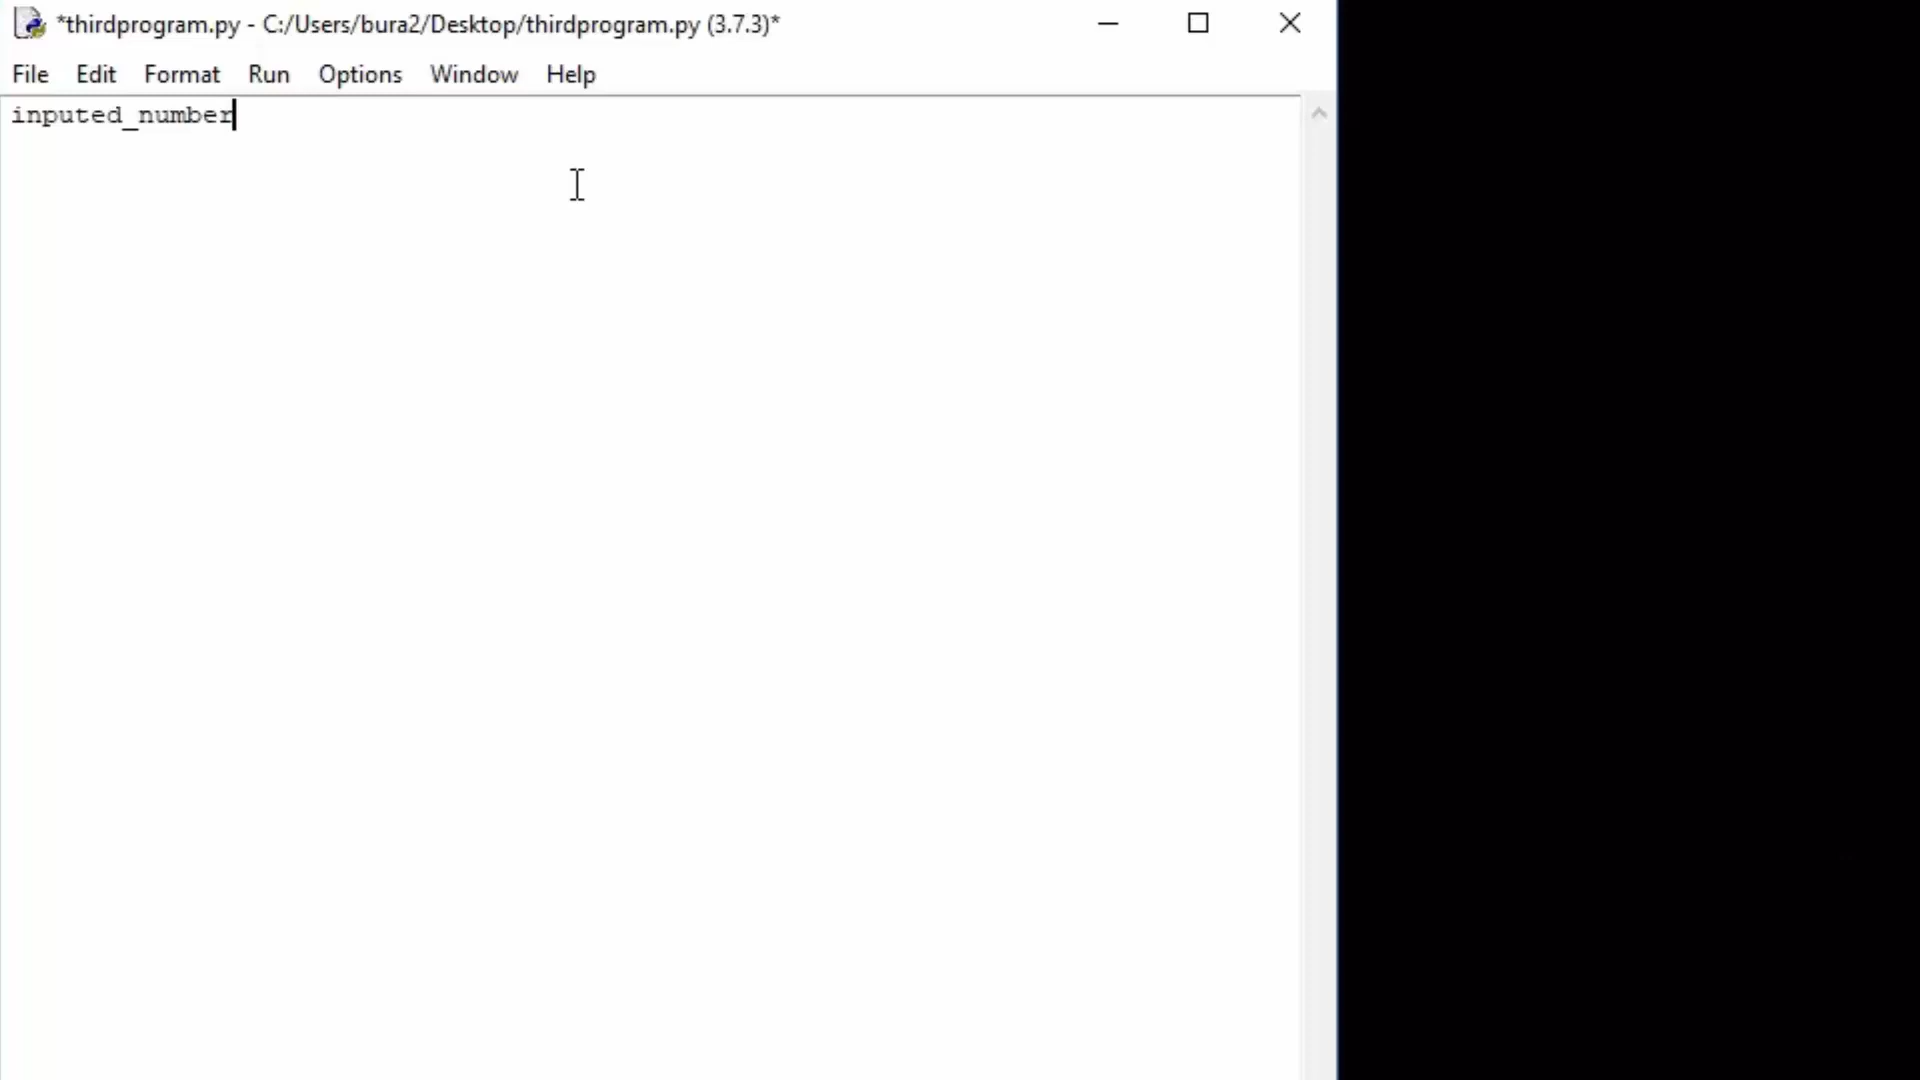 *thirdprogram.py - C:/Users/bura2/Desktop/thirdprogram.py (3.7.3)*
File Edit Format Run Options Window Help
inputed_number